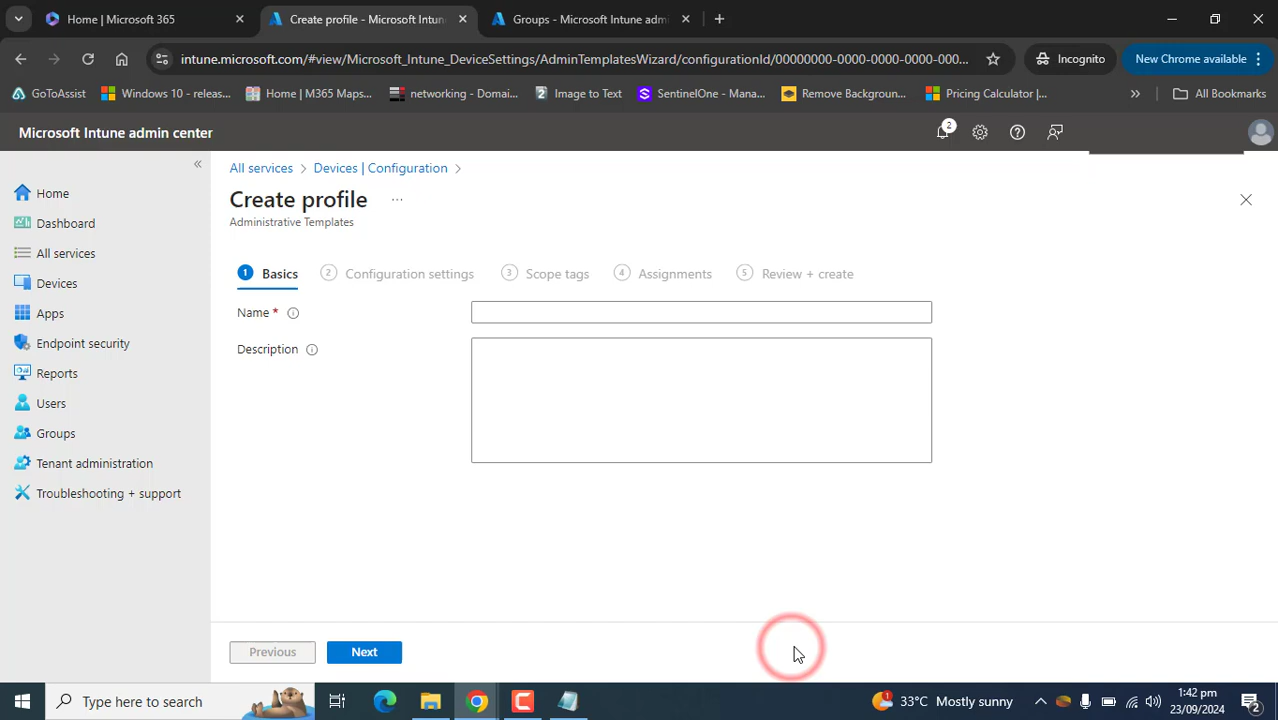 Home | Microsoft 365
Create profile - Microsoft Intune
Groups - Microsoft Intune admin
intune.microsoft.com/#view/Microsoft_Intune_DeviceSettings/AdminTemplatesWizard/configurationId/00000000-0000-0000-0000-000...
Incognito
New Chrome available
GoToAssist
Windows 10 - releas...
Home | M365 Maps...
networking - Domai...
Image to Text
SentinelOne - Mana...
Remove Backgroun...
Pricing Calculator |...
»
All Bookmarks
Microsoft Intune admin center
2
«
All services > Devices | Configuration >
Home
Create profile ...
Dashboard
Administrative Templates
All services
1 Basics
2 Configuration settings
3 Scope tags
4 Assignments
5 Review + create
Devices
Name *
Apps
Description
Endpoint security
Reports
Users
Groups
Tenant administration
Troubleshooting + support
Previous
Next
Type here to search
1
33°C Mostly sunny
1:42 pm
23/09/2024
2